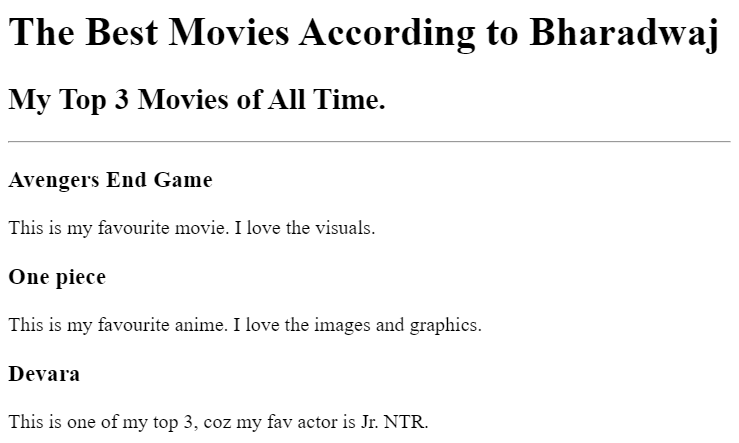 The Best Movies According to Bharadwaj
My Top 3 Movies of All Time.
Avengers End Game
This is my favourite movie. I love the visuals.
One piece
This is my favourite anime. I love the images and graphics.
Devara
This is one of my top 3, coz my fav actor is Jr. NTR.